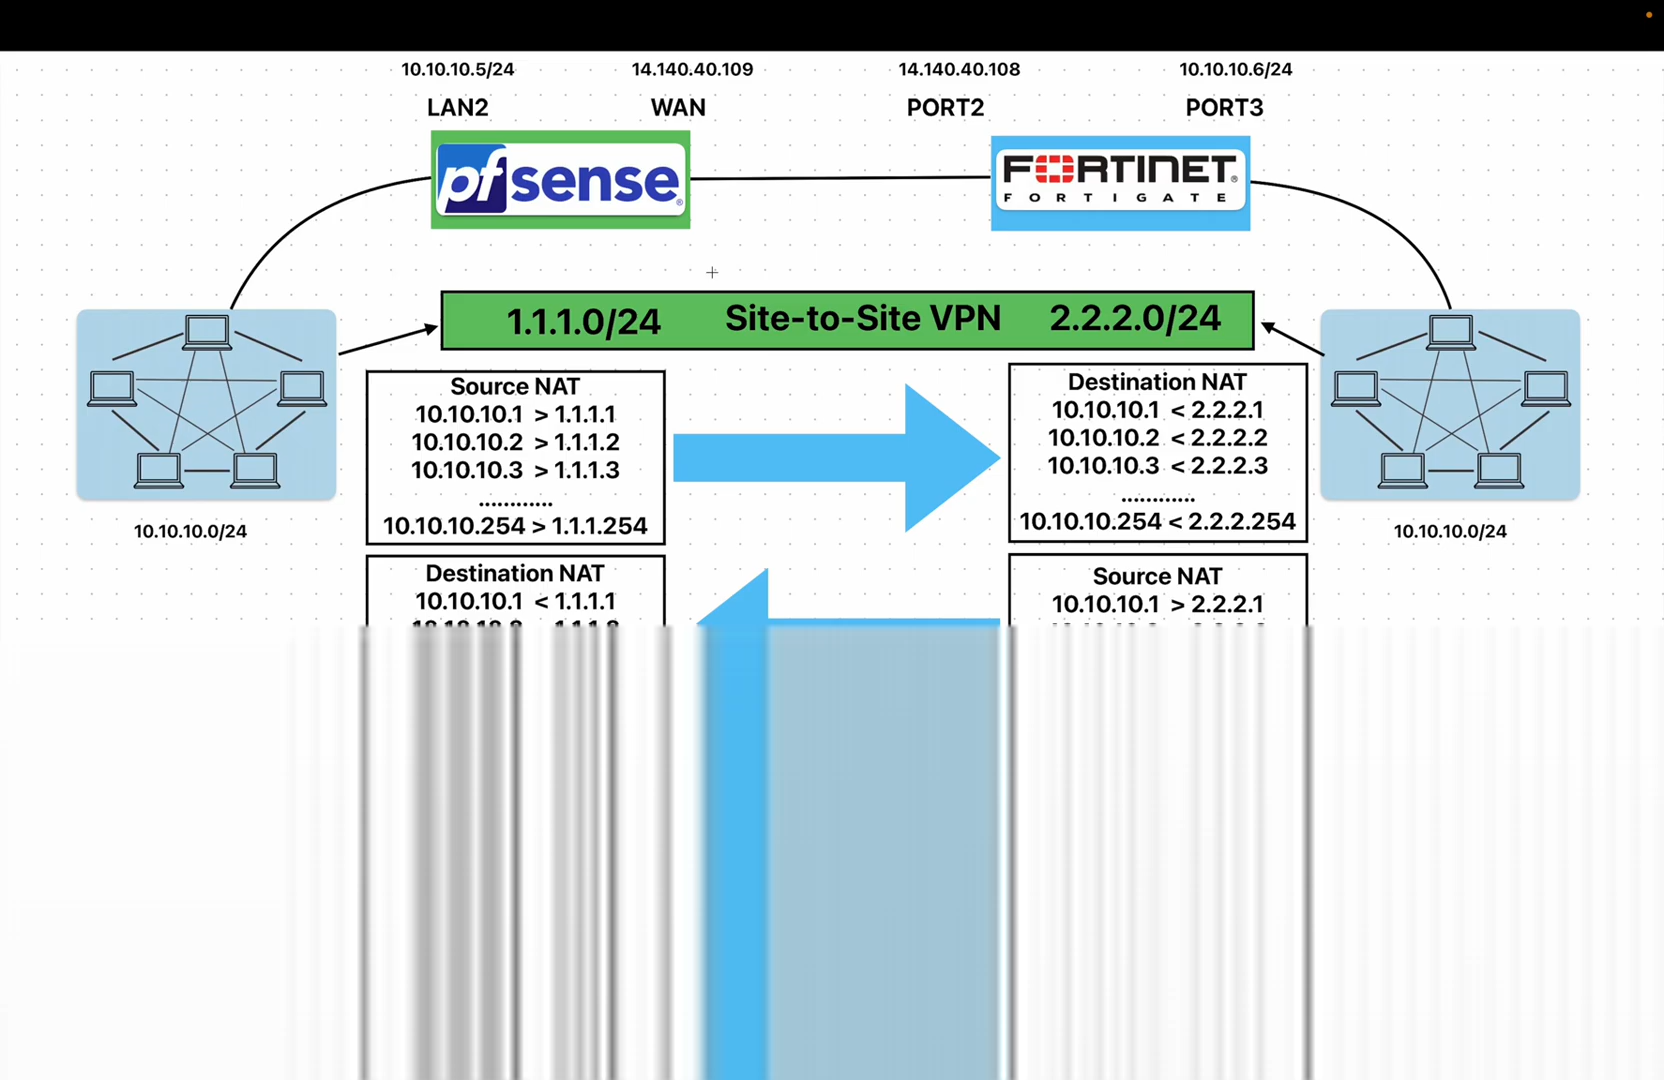 10.10.10.5/24 14.140.40.109 14.140.40.108 10.10.10.6/24
LAN2 WAN PORT2 PORT3
pfsense®
FORTINET®
FORTIGATE
1.1.1.0/24 Site-to-Site VPN 2.2.2.0/24
Source NAT
10.10.10.1 > 1.1.1.1
10.10.10.2 > 1.1.1.2
10.10.10.3 > 1.1.1.3
............
10.10.10.254 > 1.1.1.254
Destination NAT
10.10.10.1 < 2.2.2.1
10.10.10.2 < 2.2.2.2
10.10.10.3 < 2.2.2.3
............
10.10.10.254 < 2.2.2.254
10.10.10.0/24
10.10.10.0/24
Destination NAT
10.10.10.1 < 1.1.1.1
Source NAT
10.10.10.1 > 2.2.2.1